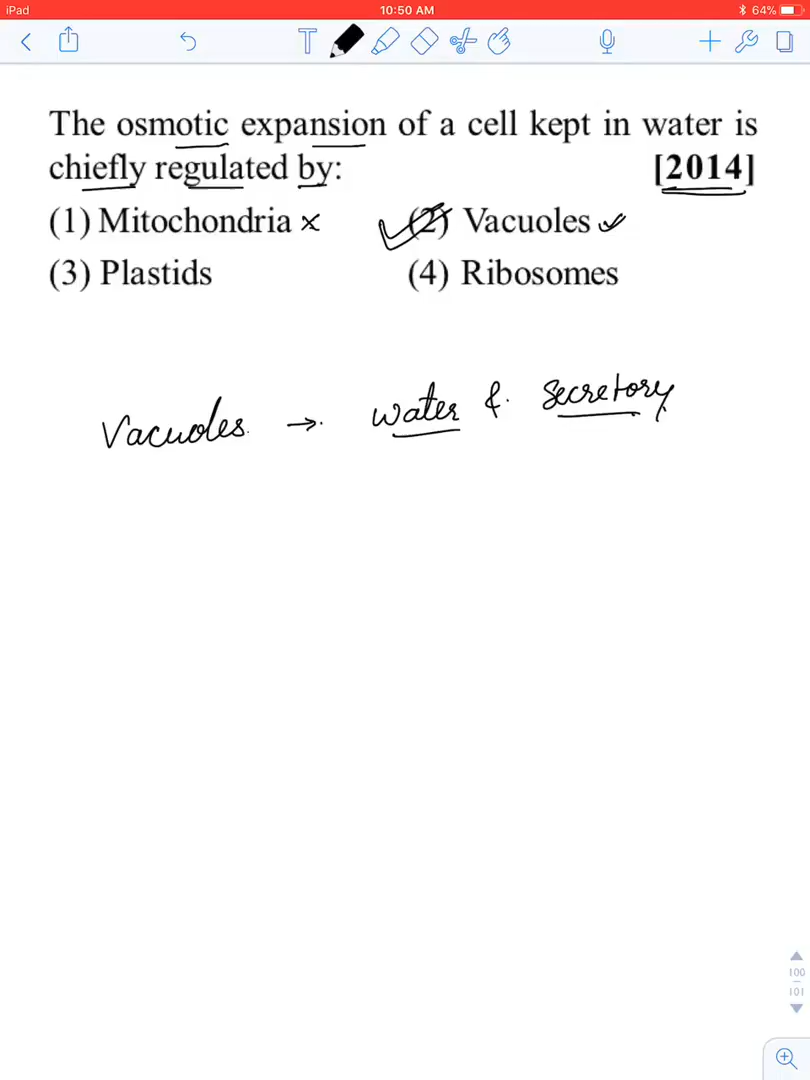 iPad 10:50 AM 64%
T
The osmotic expansion of a cell kept in water is
chiefly regulated by: [2014]
(1) Mitochondria × (2) Vacuoles ✓
(3) Plastids (4) Ribosomes
Vacuoles. → water & secretory
100
101